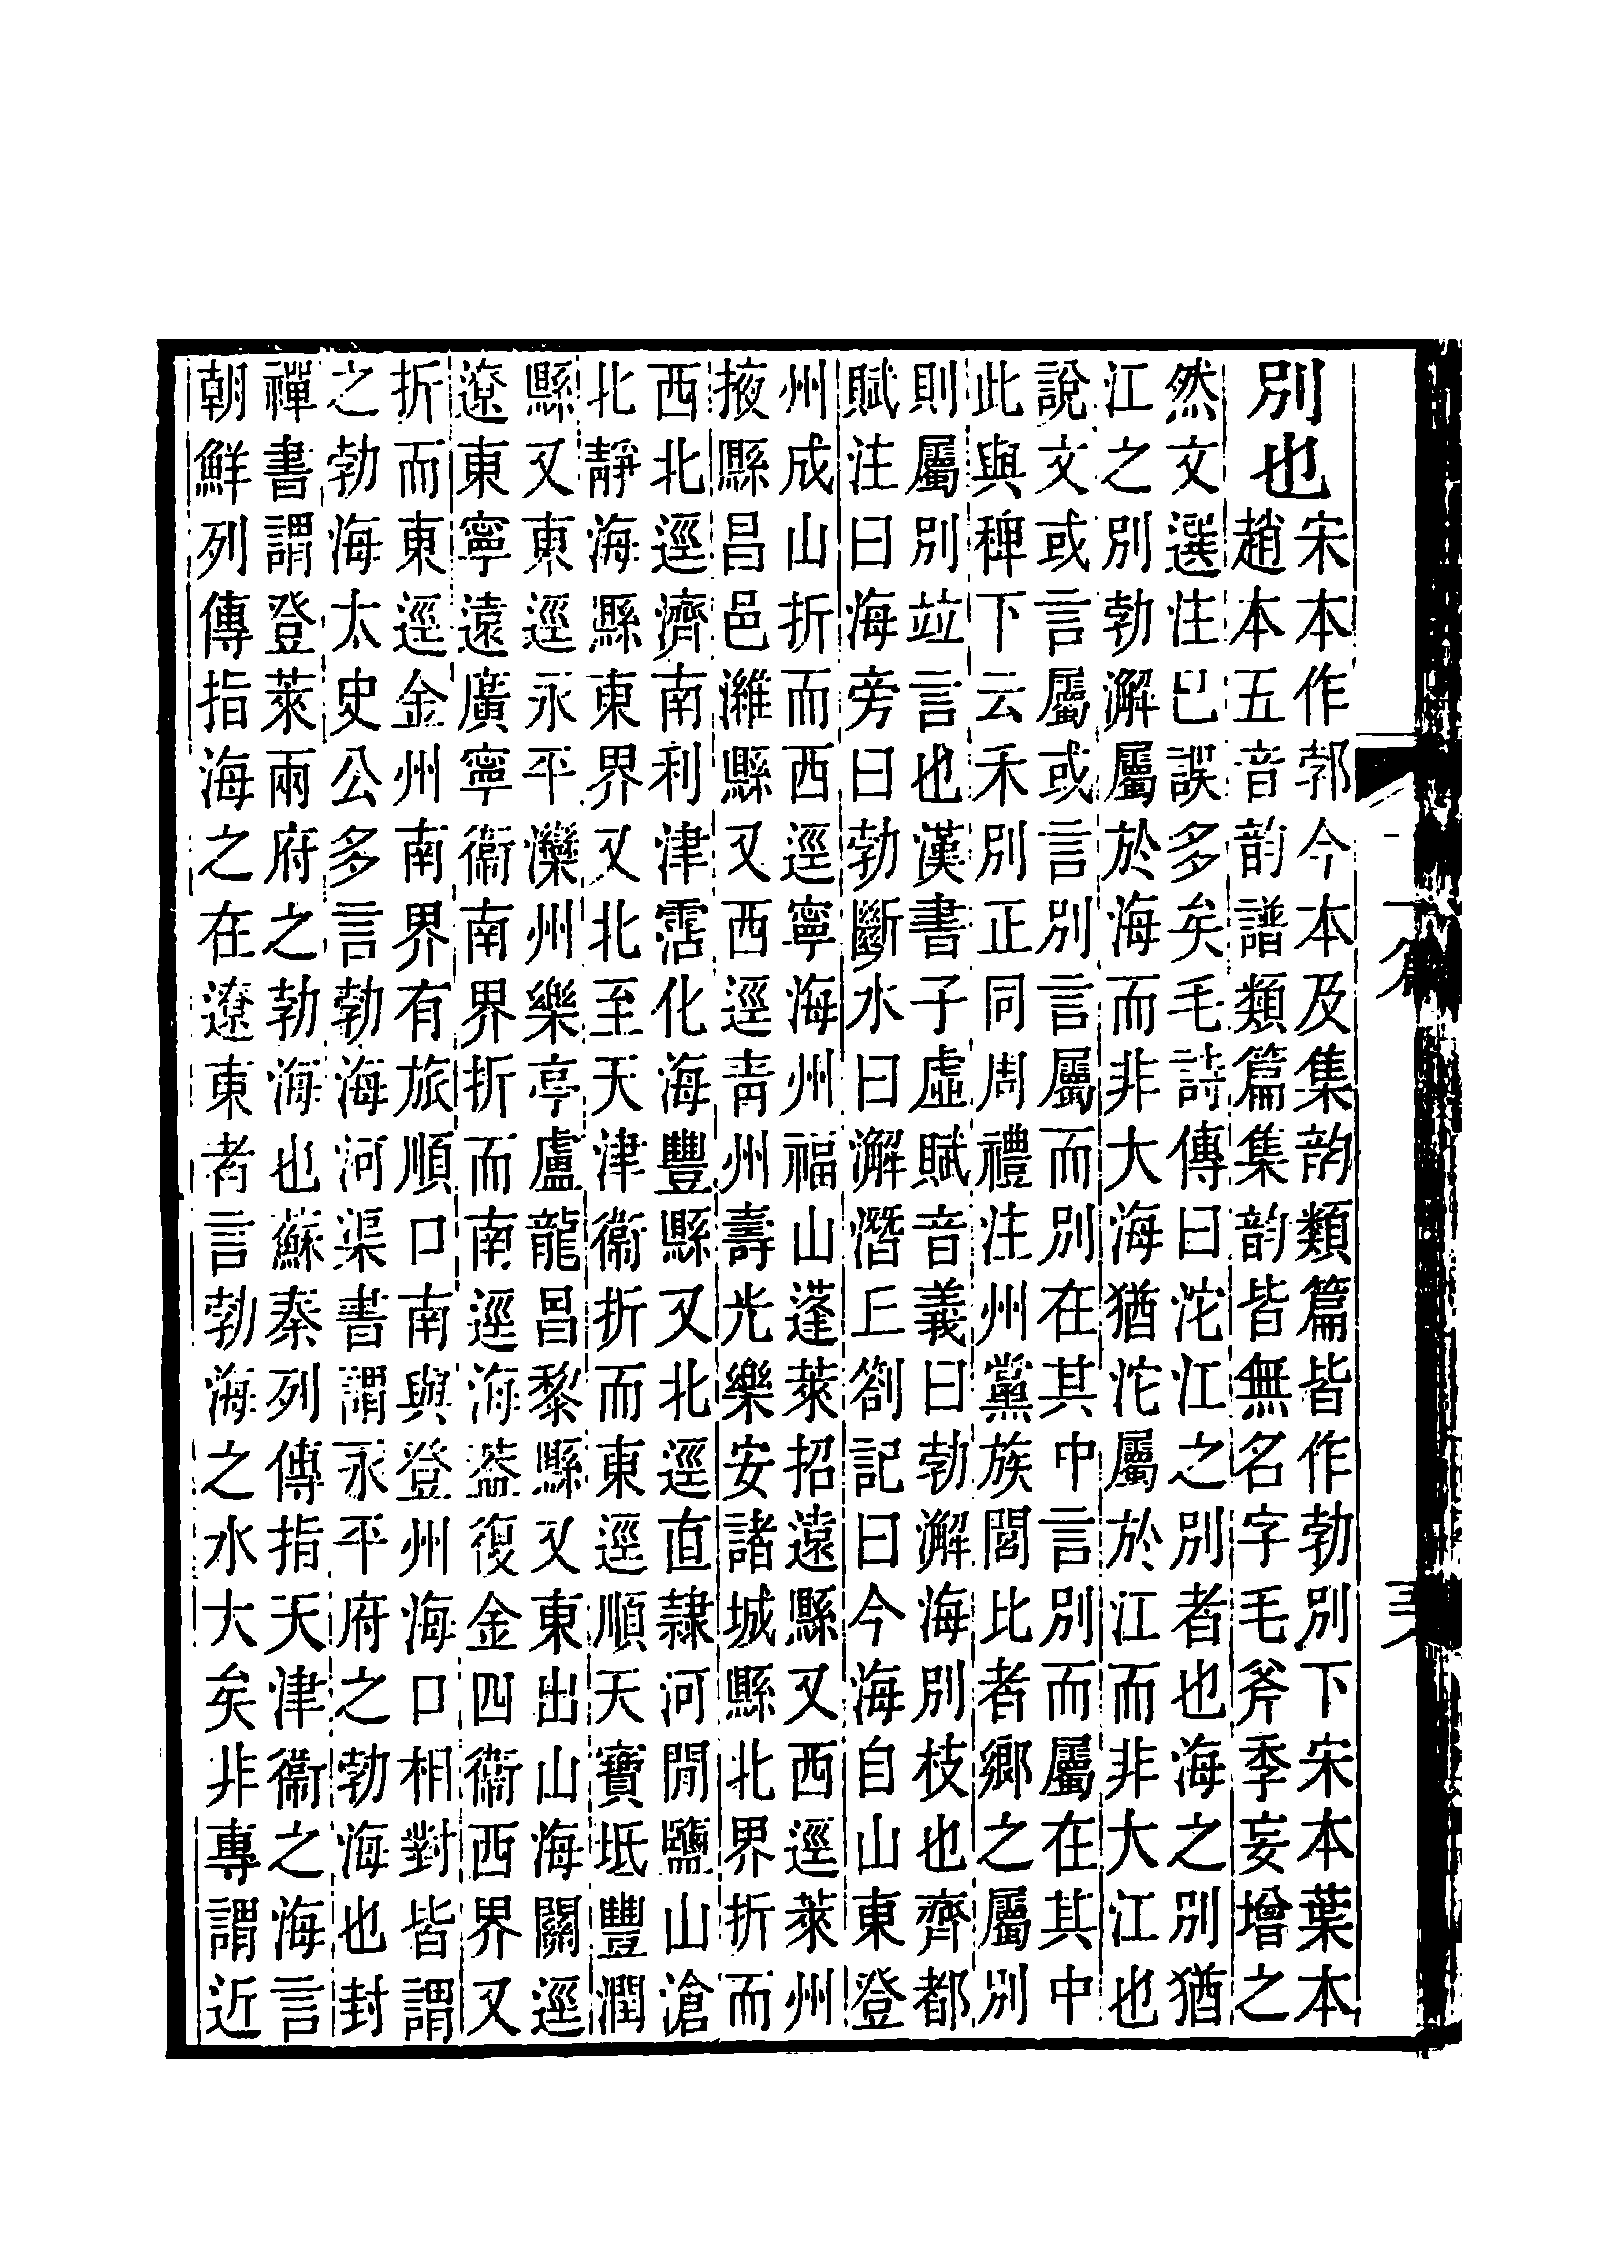 別也
宋本作郣今本及集韵類篇皆作勃別下宋本葉本
趙本五音韵譜類篇集韵皆無名字毛斧季妄增之
然文選注巳誤多矣毛詩傳曰沱江之別者也海之別猶
江之別勃澥屬於海而非大海猶沱屬於江而非大江也
說文或言屬或言別言屬而別在其中言別而屬在其中
此與稗下云禾別正同周禮注州黨族閭比者鄉之屬別
則屬別竝言也漢書子虛賦音義曰勃澥海別枝也齊都
賦注曰海旁曰勃斷水曰澥潛丘劄記曰今海自山東登
州成山折而西逕寧海州福山蓬萊招遠縣又西逕萊州
掖縣昌邑濰縣又西逕靑州壽光樂安諸城縣北界折而
西北逕濟南利津霑化海豐縣又北逕直隷河閒鹽山滄
北靜海縣東界又北至天津衞折而東逕順天寶坻豐潤
縣又東逕永平灤州樂亭盧龍昌黎縣又東出山海關逕
遼東寧遠廣寧衞南界折而南逕海葢復金四衞西界又
折而東逕金州南界有旅順口南與登州海口相對皆謂
之勃海太史公多言勃海河渠書謂永平府之勃海也封
禪書謂登萊兩府之勃海也蘇秦列傳指天津衞之海言
朝鮮列傳指海之在遼東者言勃海之水大矣非專謂近